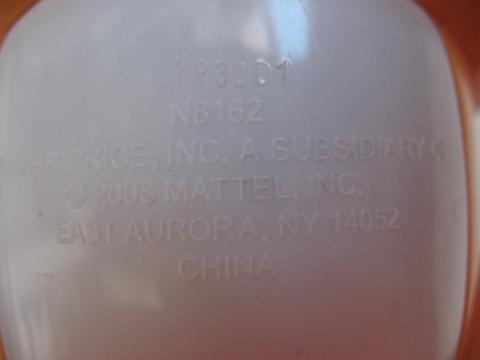 N8162
PRICE, INC. A SUBSIDIARY
© 2008 MATTEL, INC.
EAST AURORA, NY 14052
CHINA